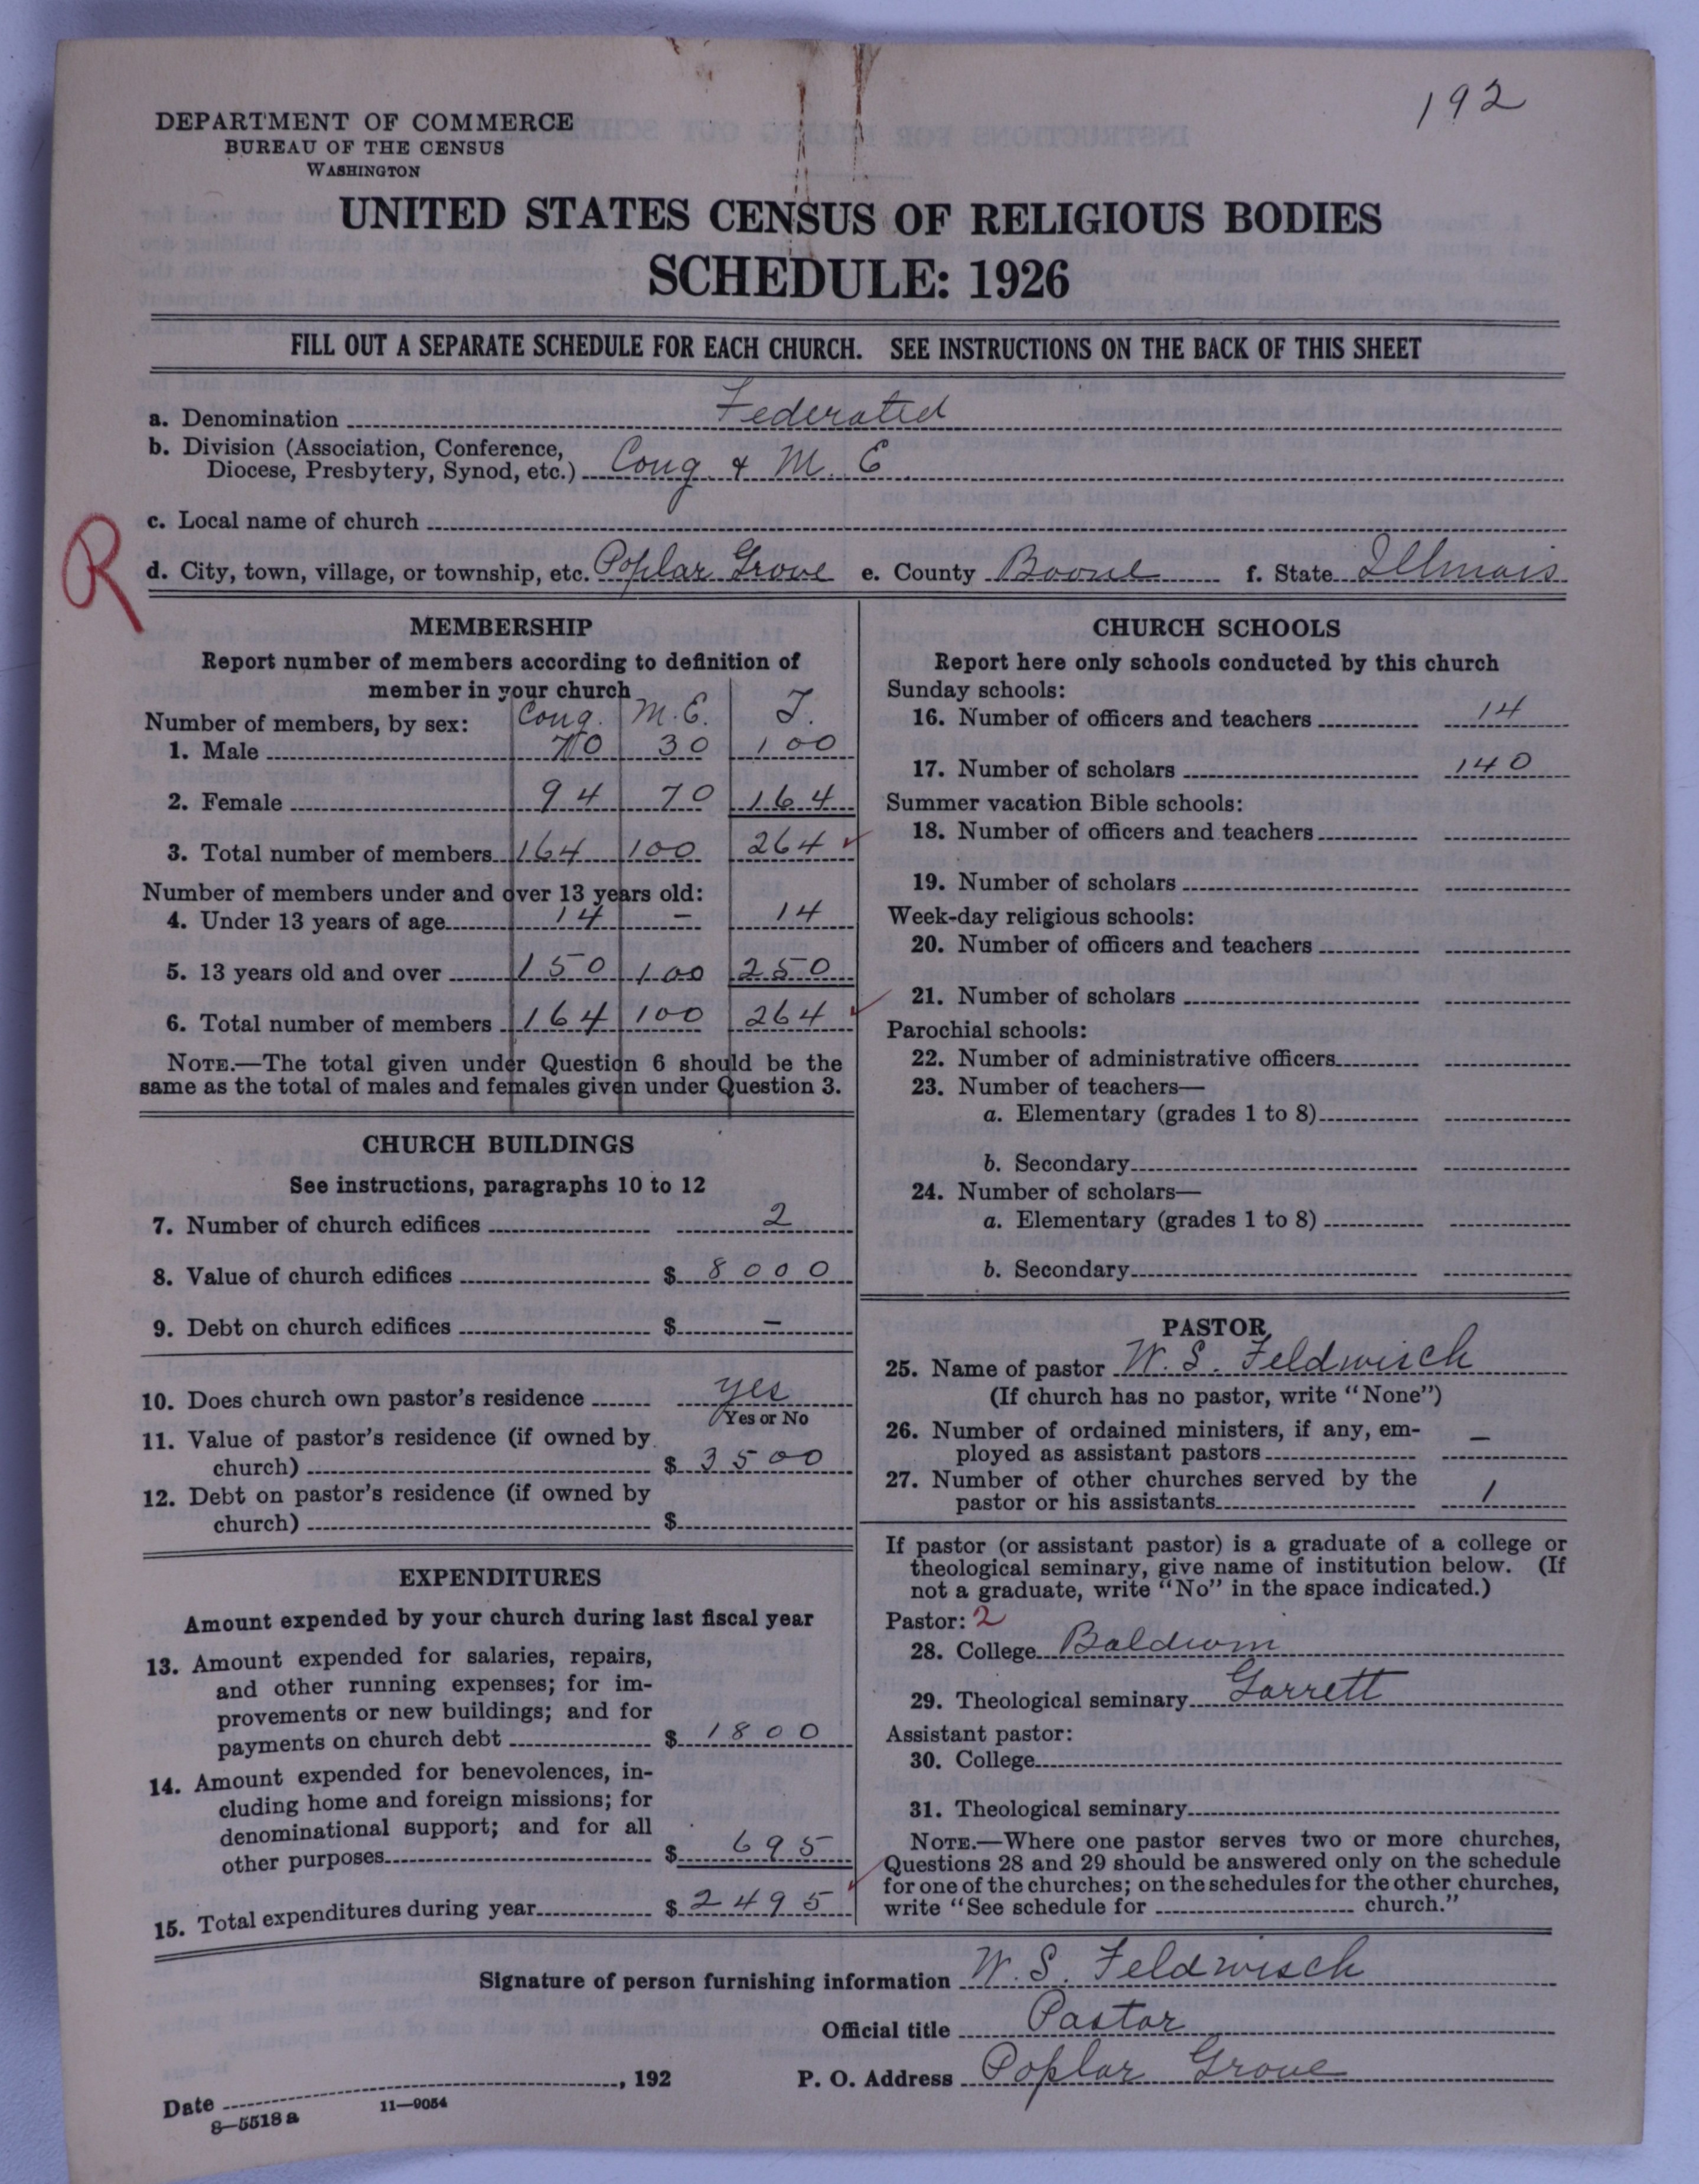 192
DEPARTMENT OF COMMERCE
BUREAU OF THE CENSUS
WASHINGTON
UNITED STATES CENSUS OF RELIGIOUS BODIES
SCHEDULE: 1926
FILL OUT A SEPARATE SCHEDULE FOR EACH CHURCH. SEE INSTRUCTIONS ON THE BACK OF THIS SHEET
a. Denomination Federated
b. Division (Association, Conference,
Diocese, Presbytery, Synod, etc.) Cong & M. E.
c. Local name of church
R
d. City, town, village, or township, etc. Poplar Grove e. County Boone f. State Illinois
MEMBERSHIP
Report number of members according to definition of
member in your church
Number of members, by sex: Cong. M.E. T.
1. Male 70 30 100
2. Female 94 70 164
3. Total number of members 164 100 264
Number of members under and over 13 years old:
4. Under 13 years of age 14 – 14
5. 13 years old and over 150 100 250
6. Total number of members 164 100 264
NOTE.—The total given under Question 6 should be the
same as the total of males and females given under Question 3.
CHURCH BUILDINGS
See instructions, paragraphs 10 to 12
7. Number of church edifices 2
8. Value of church edifices $ 8000
9. Debt on church edifices $ –
10. Does church own pastor's residence yes
Yes or No
11. Value of pastor's residence (if owned by
church) $ 3500
12. Debt on pastor's residence (if owned by
church) $
EXPENDITURES
Amount expended by your church during last fiscal year
13. Amount expended for salaries, repairs,
and other running expenses; for im-
provements or new buildings; and for
payments on church debt $ 1800
14. Amount expended for benevolences, in-
cluding home and foreign missions; for
denominational support; and for all
other purposes $ 695
15. Total expenditures during year $ 2495
CHURCH SCHOOLS
Report here only schools conducted by this church
Sunday schools:
16. Number of officers and teachers 14
17. Number of scholars 140
Summer vacation Bible schools:
18. Number of officers and teachers
19. Number of scholars
Week-day religious schools:
20. Number of officers and teachers
21. Number of scholars
Parochial schools:
22. Number of administrative officers
23. Number of teachers—
a. Elementary (grades 1 to 8)
b. Secondary
24. Number of scholars—
a. Elementary (grades 1 to 8)
b. Secondary
PASTOR
25. Name of pastor W. S. Feldwisch
(If church has no pastor, write "None")
26. Number of ordained ministers, if any, em-
ployed as assistant pastors –
27. Number of other churches served by the
pastor or his assistants 1
If pastor (or assistant pastor) is a graduate of a college or
theological seminary, give name of institution below. (If
not a graduate, write "No" in the space indicated.)
Pastor: 2
28. College Baldwin
29. Theological seminary Garrett
Assistant pastor:
30. College
31. Theological seminary
NOTE.—Where one pastor serves two or more churches,
Questions 28 and 29 should be answered only on the schedule
for one of the churches; on the schedules for the other churches,
write "See schedule for church."
Signature of person furnishing information W. S. Feldwisch
Official title Pastor
Date , 192 P. O. Address Poplar Grove
8—5518a 11—9054